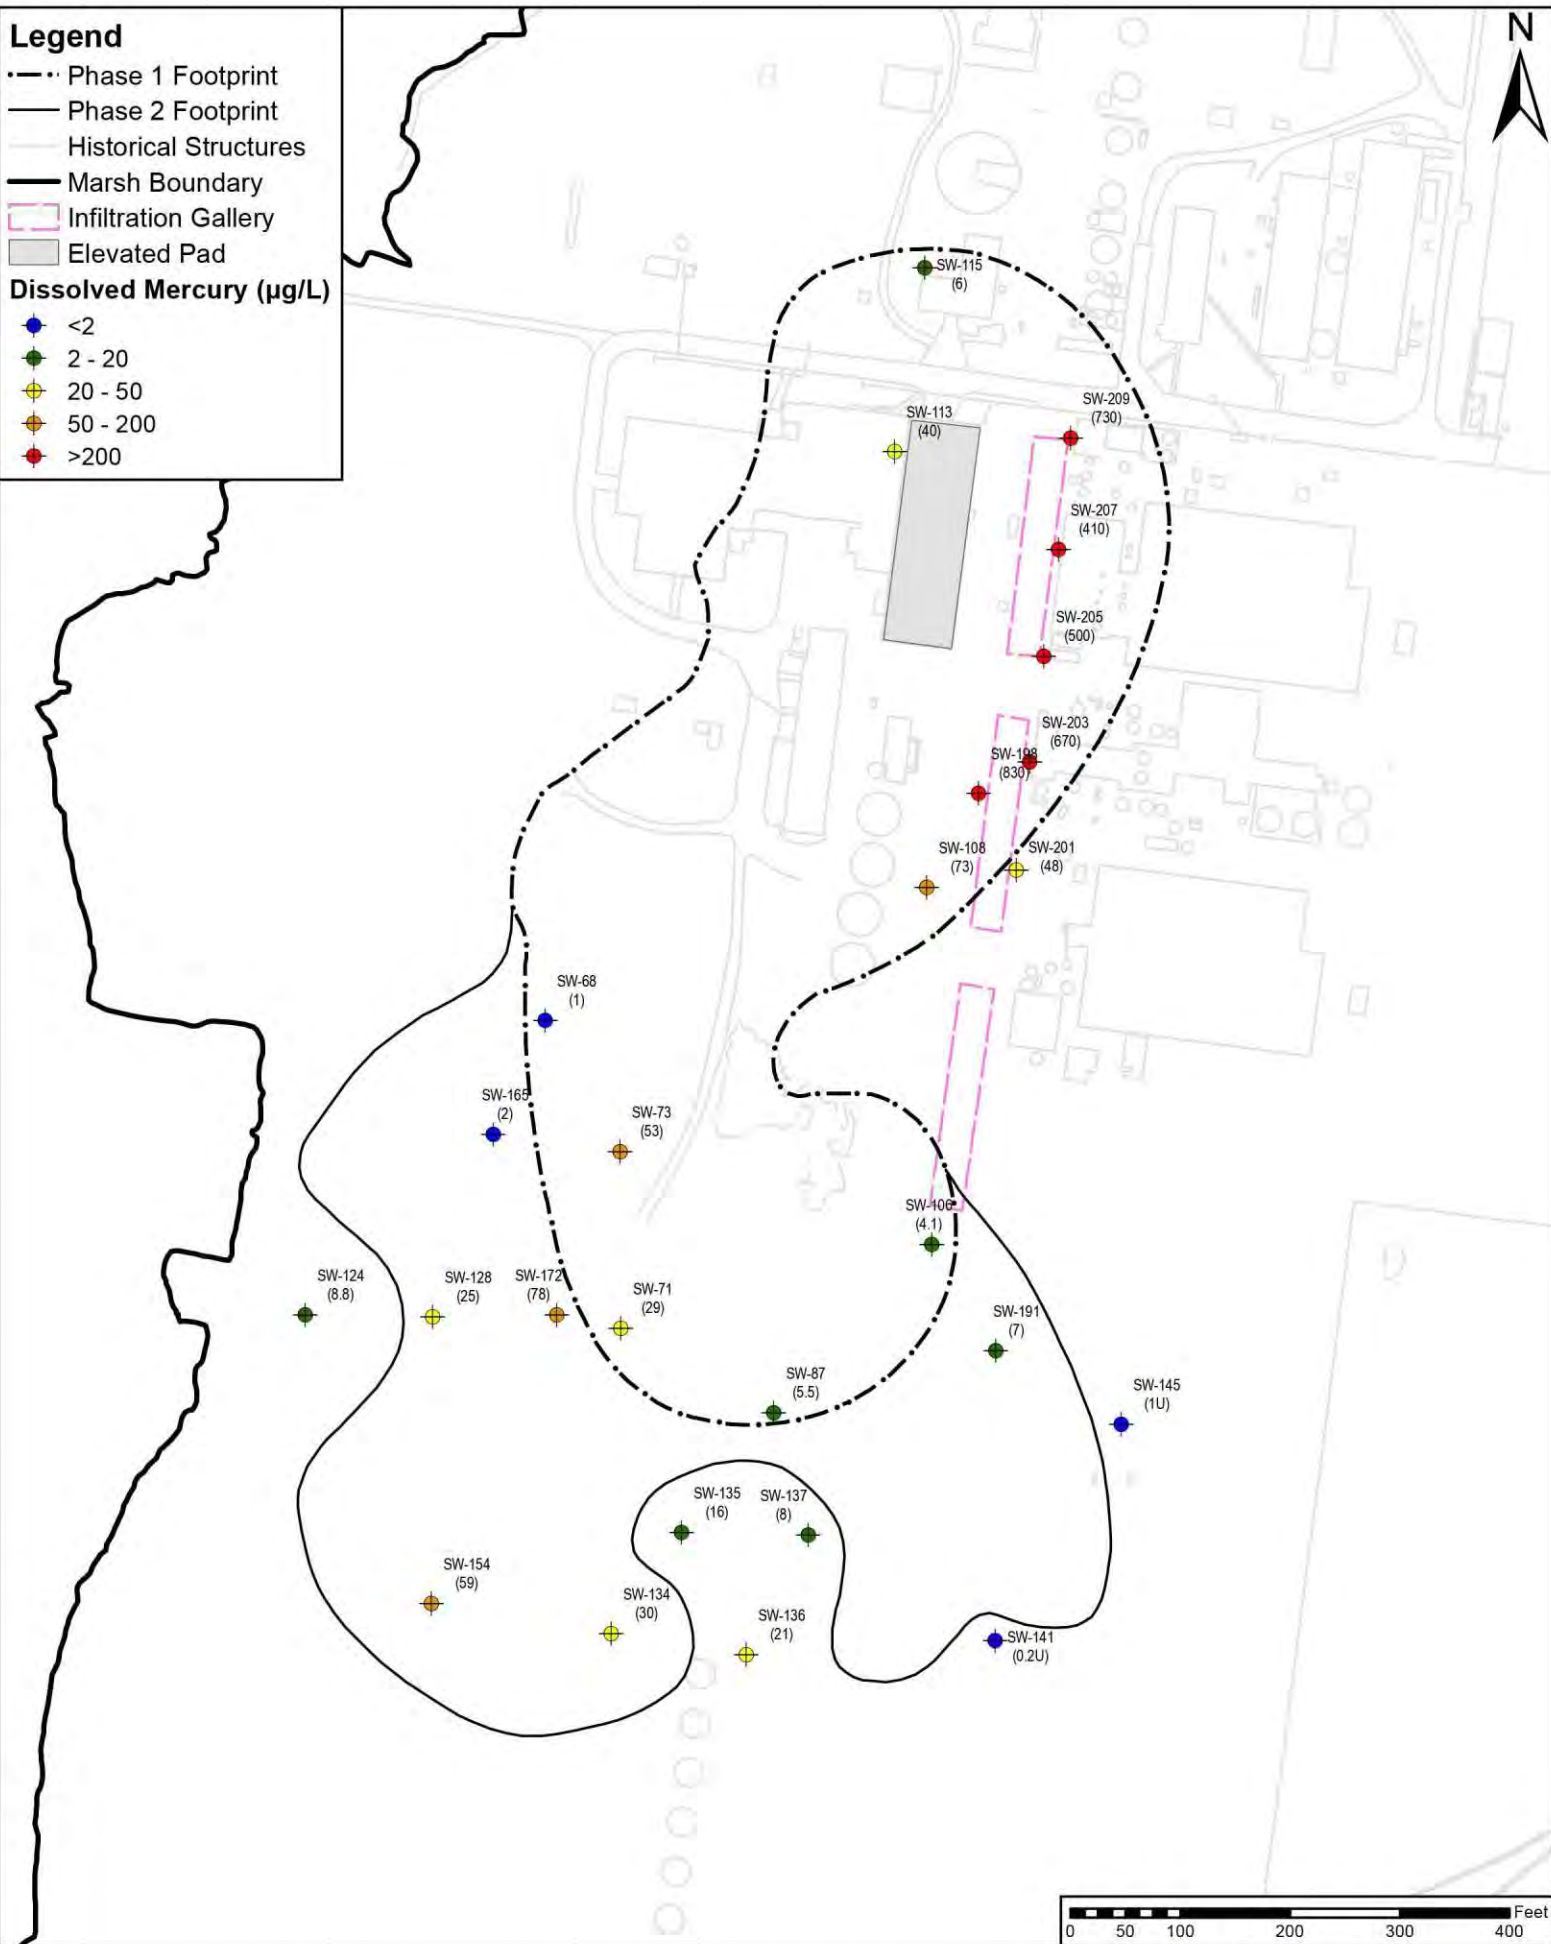 Legend
Phase 1 Footprint
Phase 2 Footprint
Historical Structures
Marsh Boundary
Infiltration Gallery
Elevated Pad
Dissolved Mercury (µg/L)
<2
2 - 20
20 - 50
50 - 200
>200
N
SW-115
(6)
SW-113
(40)
SW-209
(730)
SW-207
(410)
SW-205
(500)
SW-203
(670)
SW-198
(830)
SW-108
(73)
SW-201
(48)
SW-68
(1)
SW-165
(2)
SW-73
(53)
SW-106
(4.1)
SW-124
(8.8)
SW-128
(25)
SW-172
(78)
SW-71
(29)
SW-191
(7)
SW-87
(5.5)
SW-145
(1U)
SW-135
(16)
SW-137
(8)
SW-154
(59)
SW-134
(30)
SW-136
(21)
SW-141
(0.2U)
Feet
0 50 100 200 300 400